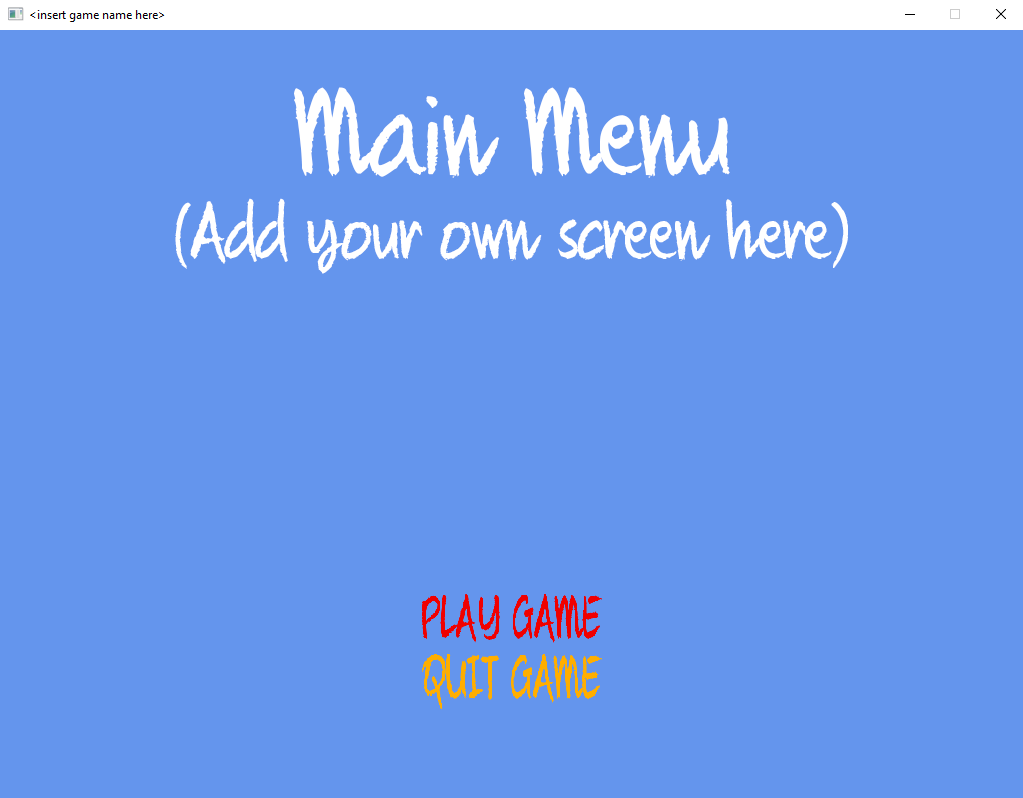 <insert game name here>
Main Menu
(Add your own screen here)
PLAY GAME
QUIT GAME